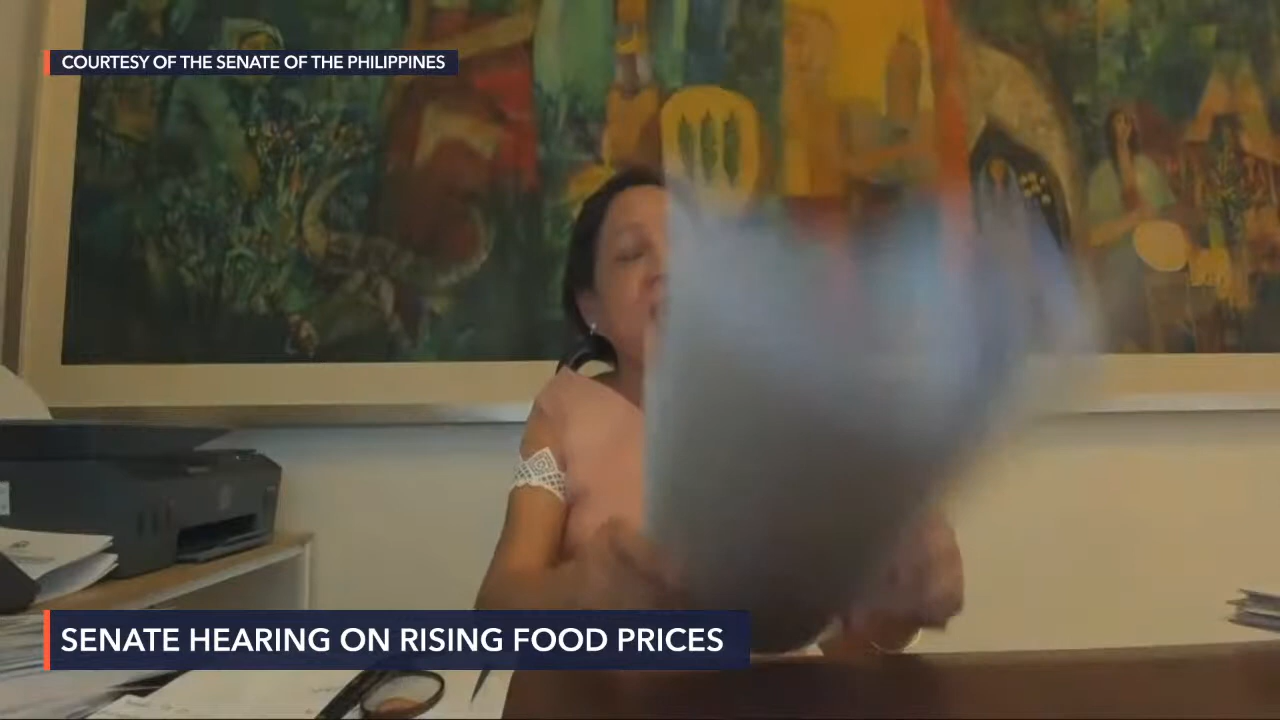 COURTESY OF THE SENATE OF THE PHILIPPINES
SENATE HEARING ON RISING FOOD PRICES